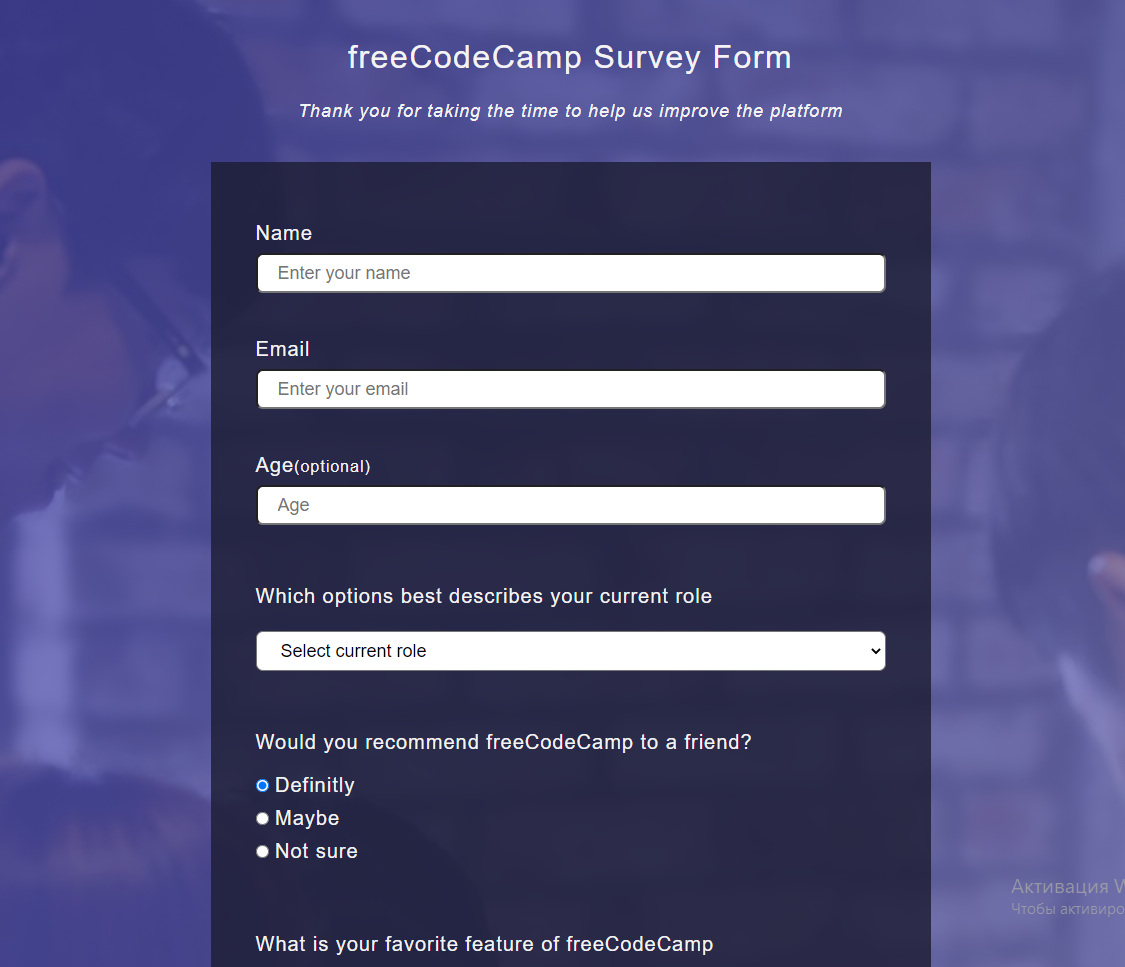 freeCodeCamp Survey Form
Thank you for taking the time to help us improve the platform
Name
Enter your name
Email
Enter your email
Age(optional)
Age
Which options best describes your current role
Select current role
Would you recommend freeCodeCamp to a friend?
Definitly
Maybe
Not sure
Активация W
Чтобы активиро
What is your favorite feature of freeCodeCamp